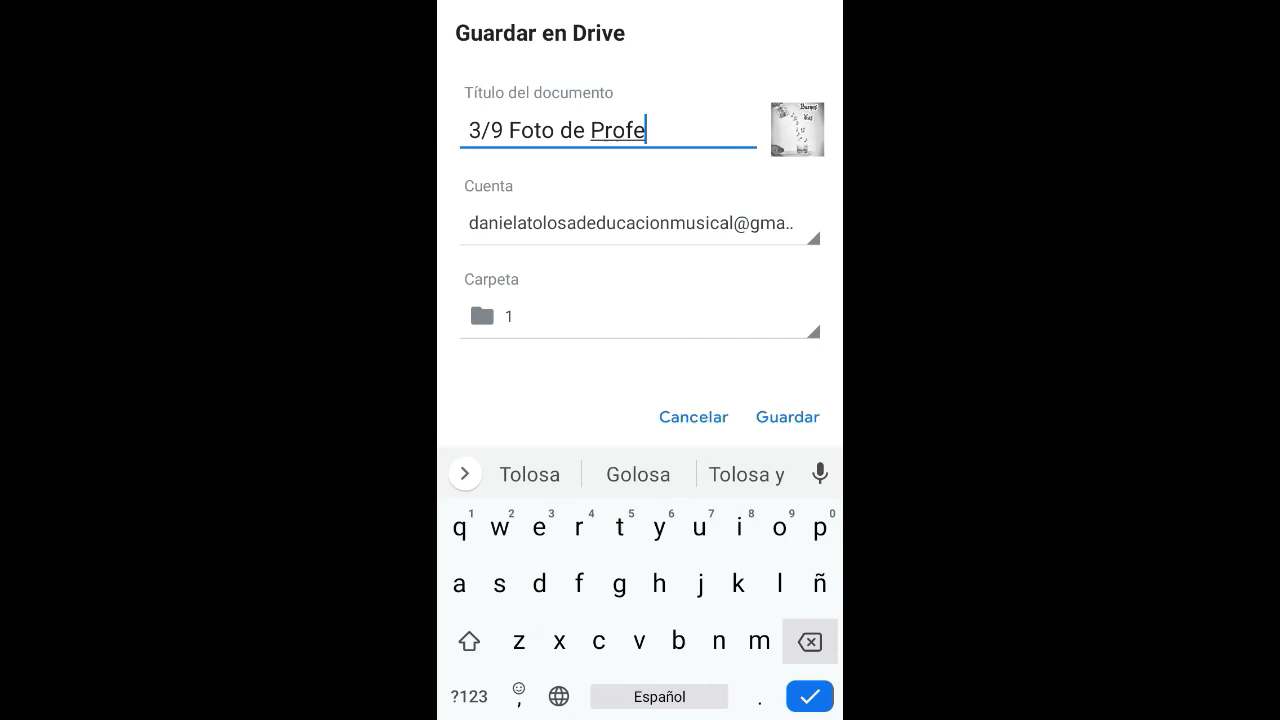 Guardar en Drive
Título del documento
3/9 Foto de Profe
Cuenta
danielatolosadeducacionmusical@gma..
Carpeta
1
Cancelar Guardar
Tolosa Golosa Tolosa y
1 2 3 4 5 6 7 8 9 0
q w e r t y u i o p
a s d f g h j k l ñ
z x c v b n m
?123 , Español .